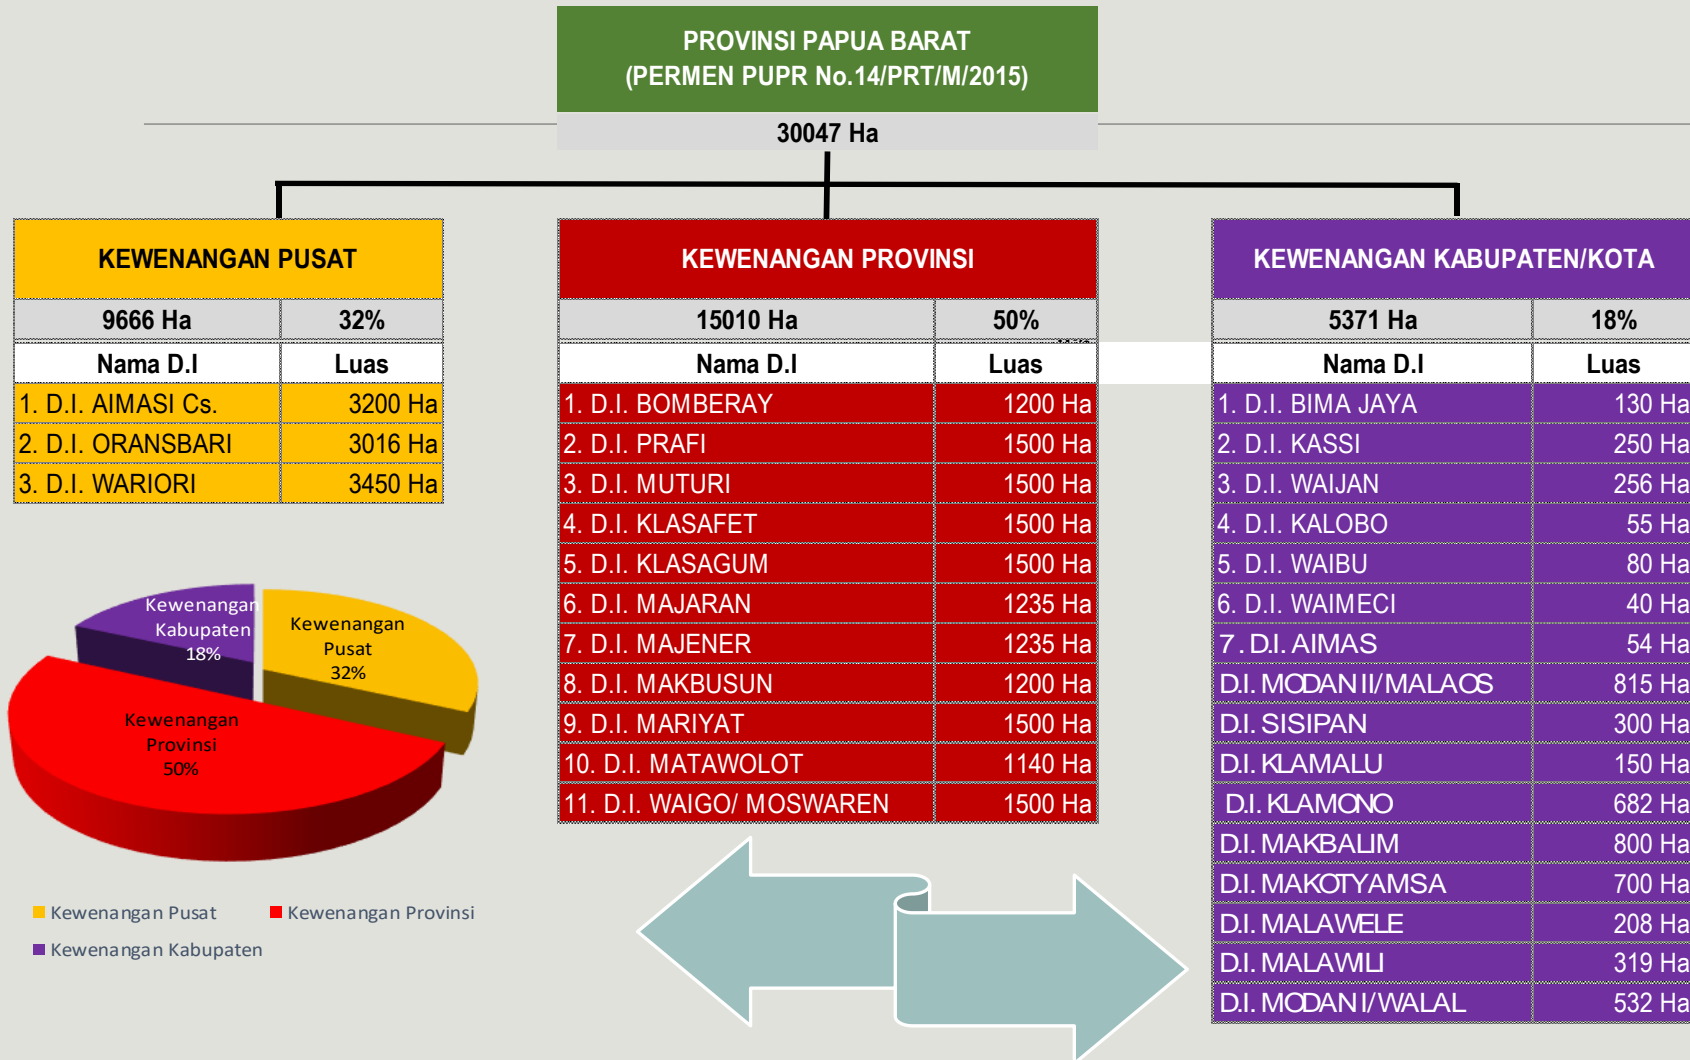 PROVINSI PAPUA BARAT
(PERMEN PUPR No.14/PRT/M/2015)
30047 Ha
KEWENANGAN PUSAT
9666 Ha 32%
Nama D.I Luas
1. D.I. AIMASI Cs. 3200 Ha
2. D.I. ORANSBARI 3016 Ha
3. D.I. WARIORI 3450 Ha
KEWENANGAN PROVINSI
15010 Ha 50%
Nama D.I Luas
1. D.I. BOMBERAY 1200 Ha
2. D.I. PRAFI 1500 Ha
3. D.I. MUTURI 1500 Ha
4. D.I. KLASAFET 1500 Ha
5. D.I. KLASAGUM 1500 Ha
6. D.I. MAJARAN 1235 Ha
7. D.I. MAJENER 1235 Ha
8. D.I. MAKBUSUN 1200 Ha
9. D.I. MARIYAT 1500 Ha
10. D.I. MATAWOLOT 1140 Ha
11. D.I. WAIGO/ MOSWAREN 1500 Ha
KEWENANGAN KABUPATEN/KOTA
5371 Ha 18%
Nama D.I Luas
1. D.I. BIMA JAYA 130 Ha
2. D.I. KASSI 250 Ha
3. D.I. WAIJAN 256 Ha
4. D.I. KALOBO 55 Ha
5. D.I. WAIBU 80 Ha
6. D.I. WAIMECI 40 Ha
7. D.I. AIMAS 54 Ha
D.I. MODAN II/ MALAOS 815 Ha
D.I. SISIPAN 300 Ha
D.I. KLAMALU 150 Ha
D.I. KLAMONO 682 Ha
D.I. MAKBALIM 800 Ha
D.I. MAKOTYAMSA 700 Ha
D.I. MALAWELE 208 Ha
D.I. MALAWILI 319 Ha
D.I. MODAN I/ WALAL 532 Ha
Kewenangan
Kabupaten
18%
Kewenangan
Pusat
32%
Kewenangan
Provinsi
50%
Kewenangan Pusat
Kewenangan Provinsi
Kewenangan Kabupaten